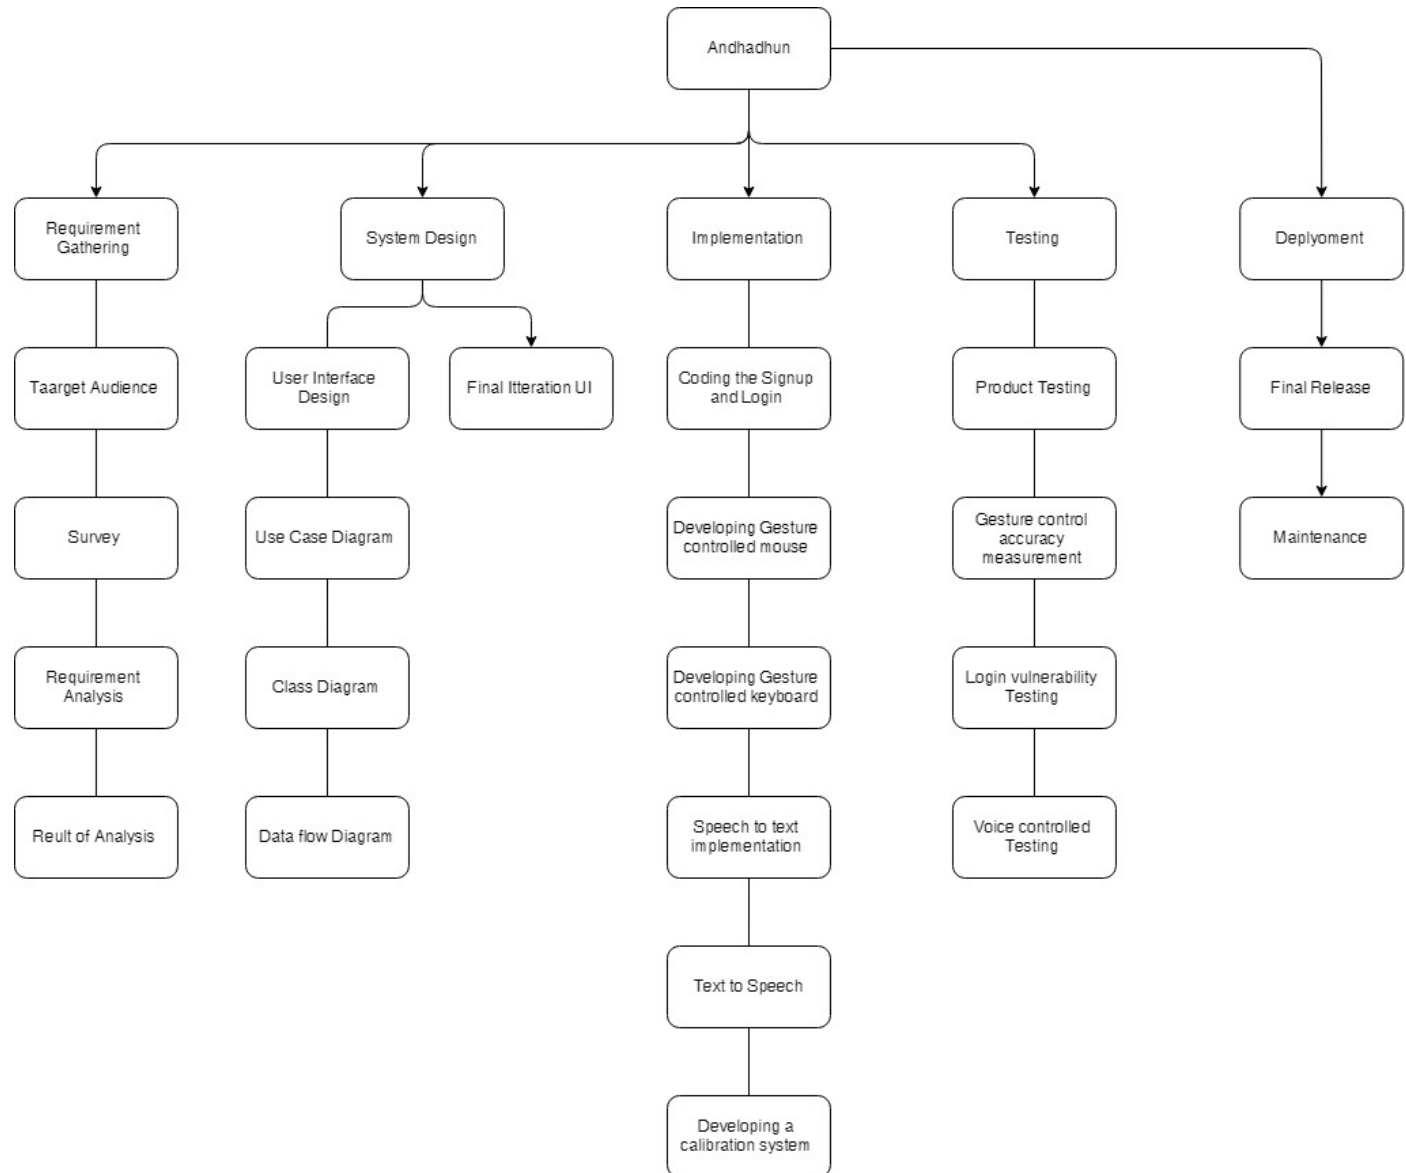 Andhadhun
Requirement
Gathering
System Design
Implementation
Testing
Deplyoment
Taarget Audience
User Interface
Design
Final Itteration UI
Coding the Signup
and Login
Product Testing
Final Release
Survey
Use Case Diagram
Developing Gesture
controlled mouse
Gesture control
accuracy
measurement
Maintenance
Requirement
Analysis
Class Diagram
Developing Gesture
controlled keyboard
Login vulnerability
Testing
Reult of Analysis
Data flow Diagram
Speech to text
implementation
Voice controlled
Testing
Text to Speech
Developing a
calibration system